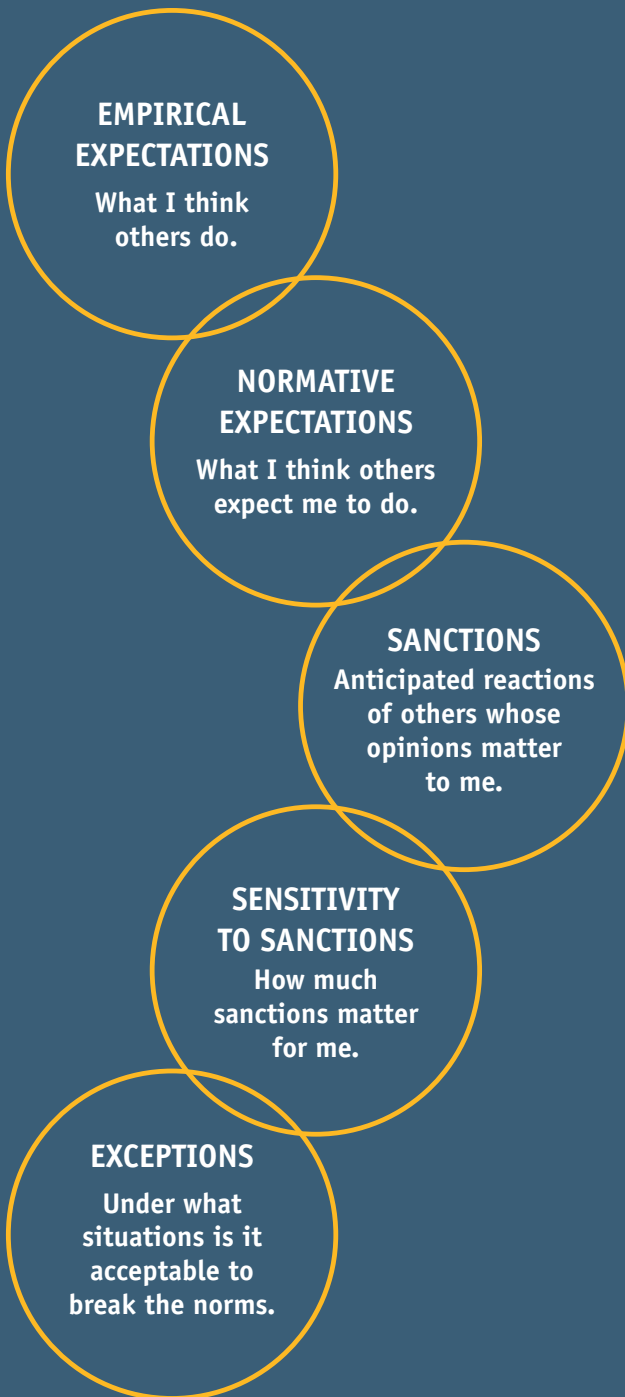 EMPIRICAL
EXPECTATIONS
What I think
others do.
NORMATIVE
EXPECTATIONS
What I think others
expect me to do.
SANCTIONS
Anticipated reactions
of others whose
opinions matter
to me.
SENSITIVITY
TO SANCTIONS
How much
sanctions matter
for me.
EXCEPTIONS
Under what
situations is it
acceptable to
break the norms.